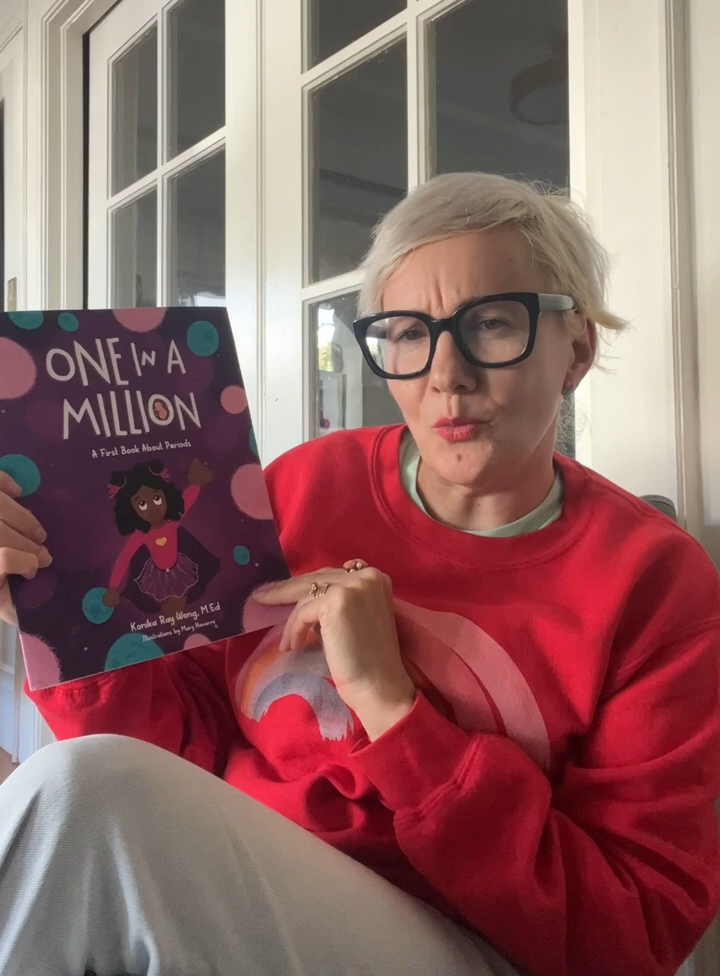 ONE IN A
MILLION
A First Book About Periods
Konika Ray Wong, M.Ed
Illustrations by Mary Navarro